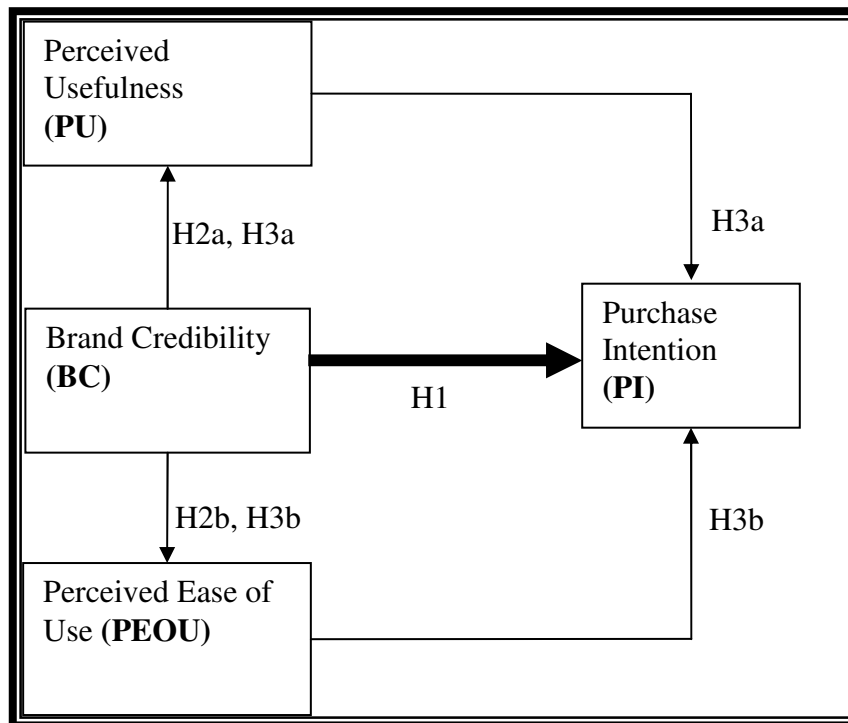 Perceived
Usefulness
(PU)
H2a, H3a
H3a
Brand Credibility
(BC)
H1
Purchase
Intention
(PI)
H2b, H3b
H3b
Perceived Ease of
Use (PEOU)